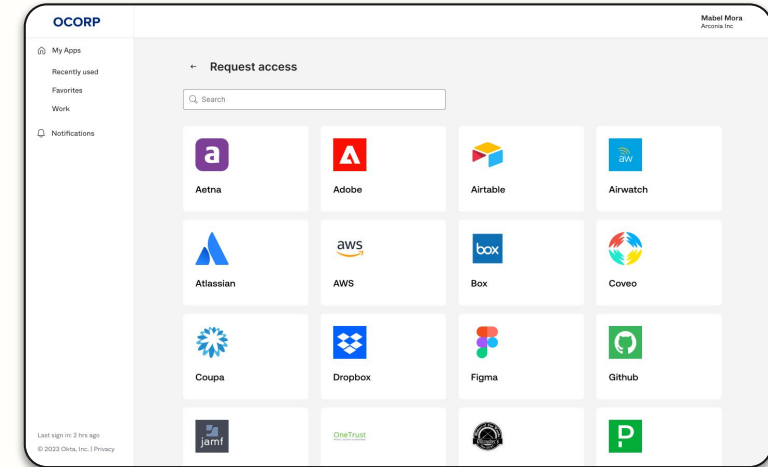 OCORP
Mabel Mora
Arconia Inc
My Apps
Recently used
Favorites
Work
Notifications
← Request access
Search
a
Aetna
Adobe
Airtable
aw
Airwatch
Atlassian
aws
AWS
box
Box
Coveo
Coupa
Dropbox
Figma
Github
jamf
OneTrust
P
Last sign in: 2 hrs ago
© 2023 Okta, Inc. | Privacy